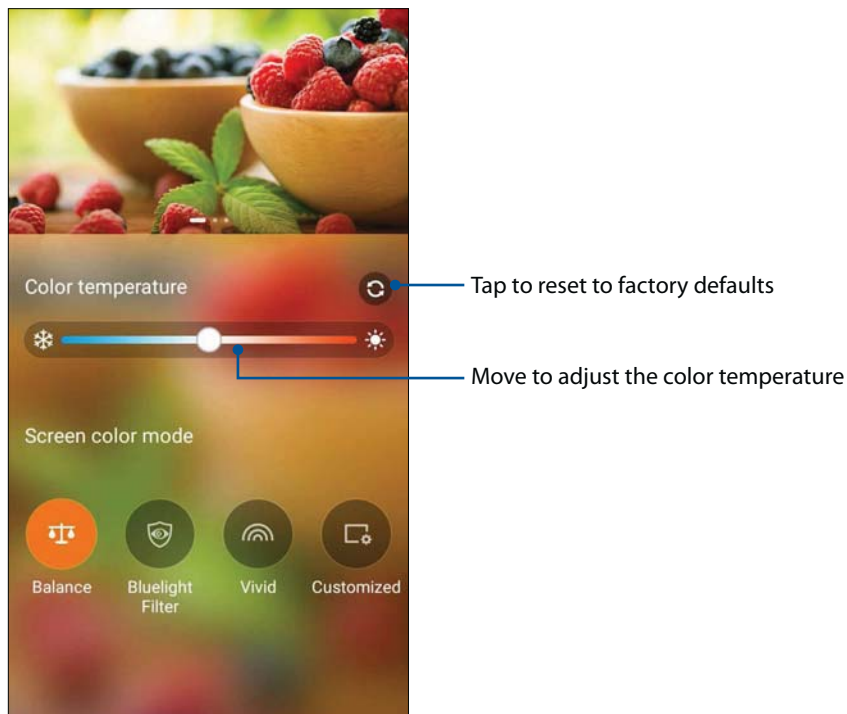 Color temperature
Tap to reset to factory defaults
Move to adjust the color temperature
Screen color mode
Balance
Bluelight
Filter
Vivid
Customized